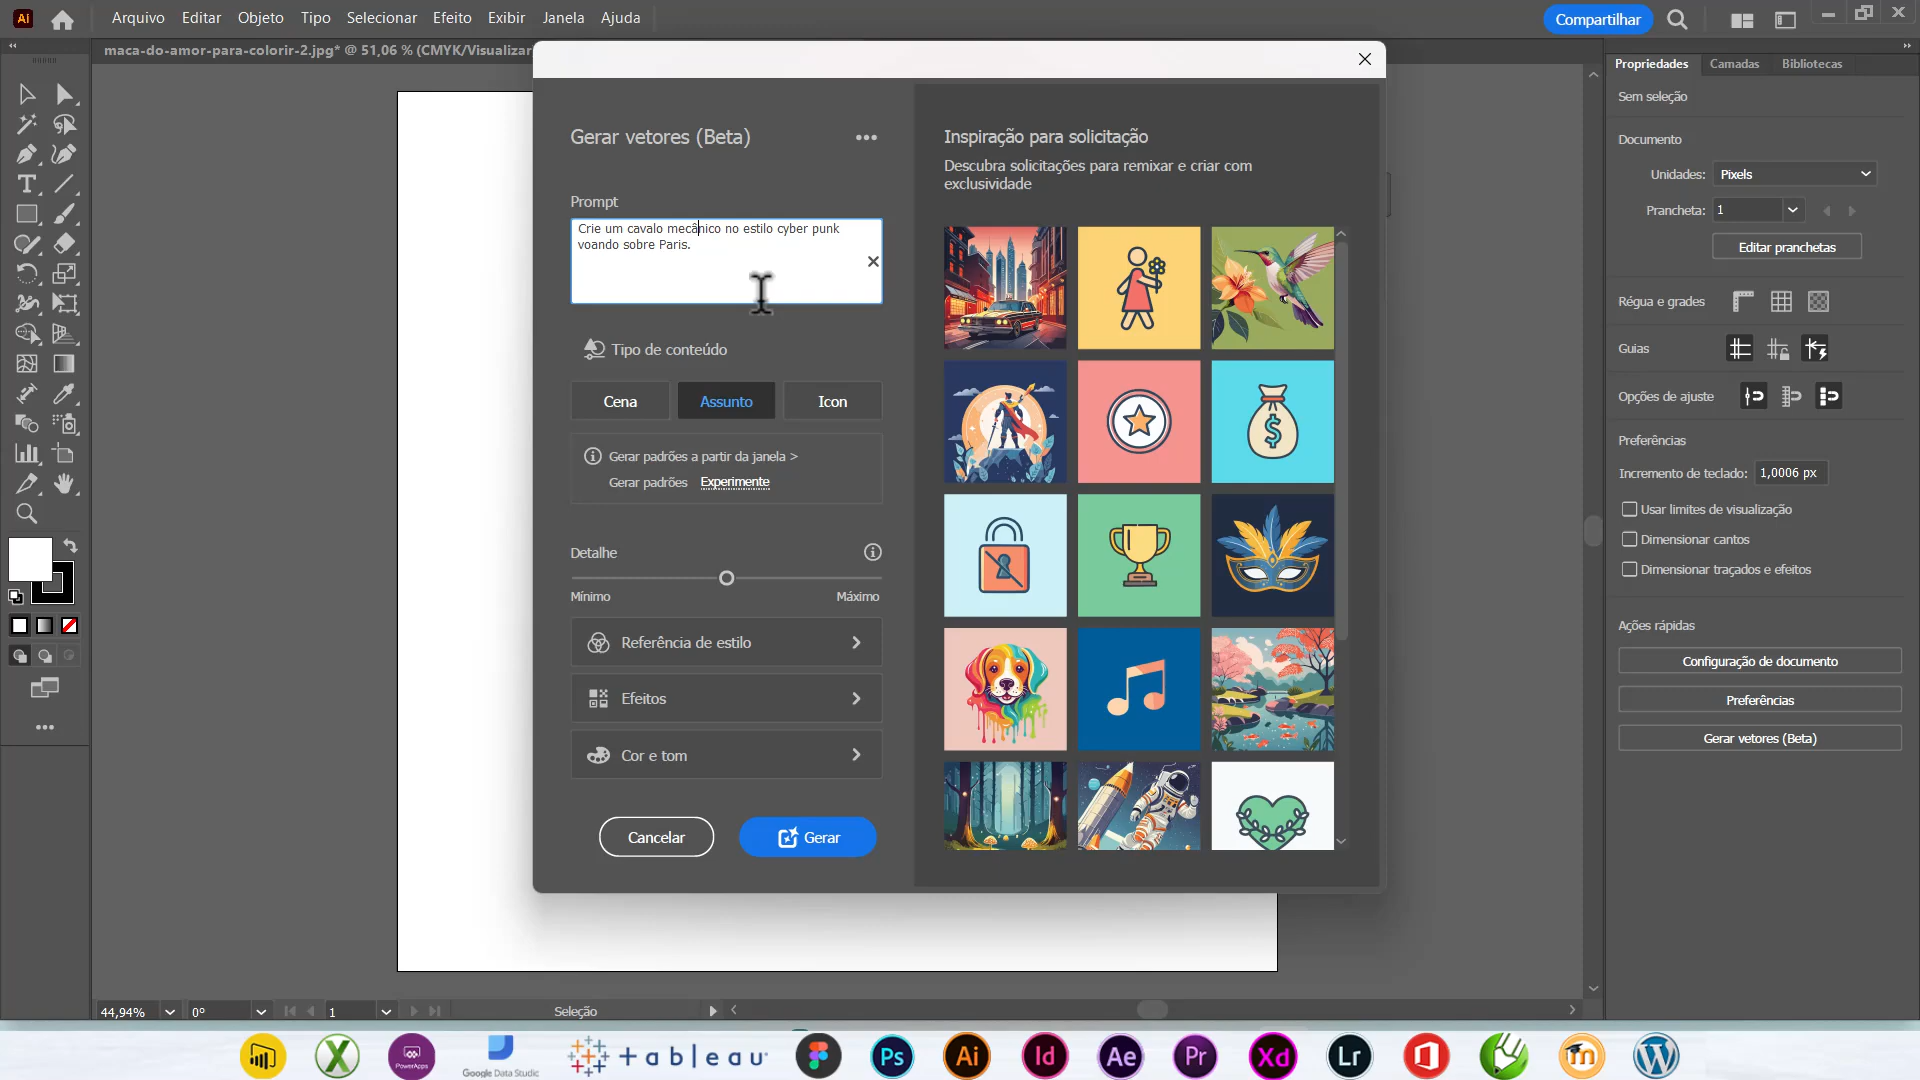 Ai Arquivo Editar Objeto Tipo Selecionar Efeito Exibir Janela Ajuda
Compartilhar
maca-do-amor-para-colorir-2.jpg* @ 51,06 % (CMYK/Visualizar
Gerar vetores (Beta)
Prompt
Crie um cavalo mecânico no estilo cyber punk
voando sobre Paris.
Tipo de conteúdo
Cena
Assunto
Icon
Gerar padrões a partir da janela >
Gerar padrões Experimente
Detalhe
Mínimo
Máximo
Referência de estilo
Efeitos
Cor e tom
Cancelar
Gerar
Inspiração para solicitação
Descubra solicitações para remixar e criar com
exclusividade
Propriedades Camadas Bibliotecas
Sem seleção
Documento
Unidades: Pixels
Prancheta: 1
Editar pranchetas
Régua e grades
Guias
Opções de ajuste
Preferências
Incremento de teclado: 1,0006 px
Usar limites de visualização
Dimensionar cantos
Dimensionar traçados e efeitos
Ações rápidas
Configuração de documento
Preferências
Gerar vetores (Beta)
44,94% 0° 1 Seleção
PowerApps
Google Data Studio
+ableau
Ps
Ai
Id
Ae
Pr
Xd
Lr